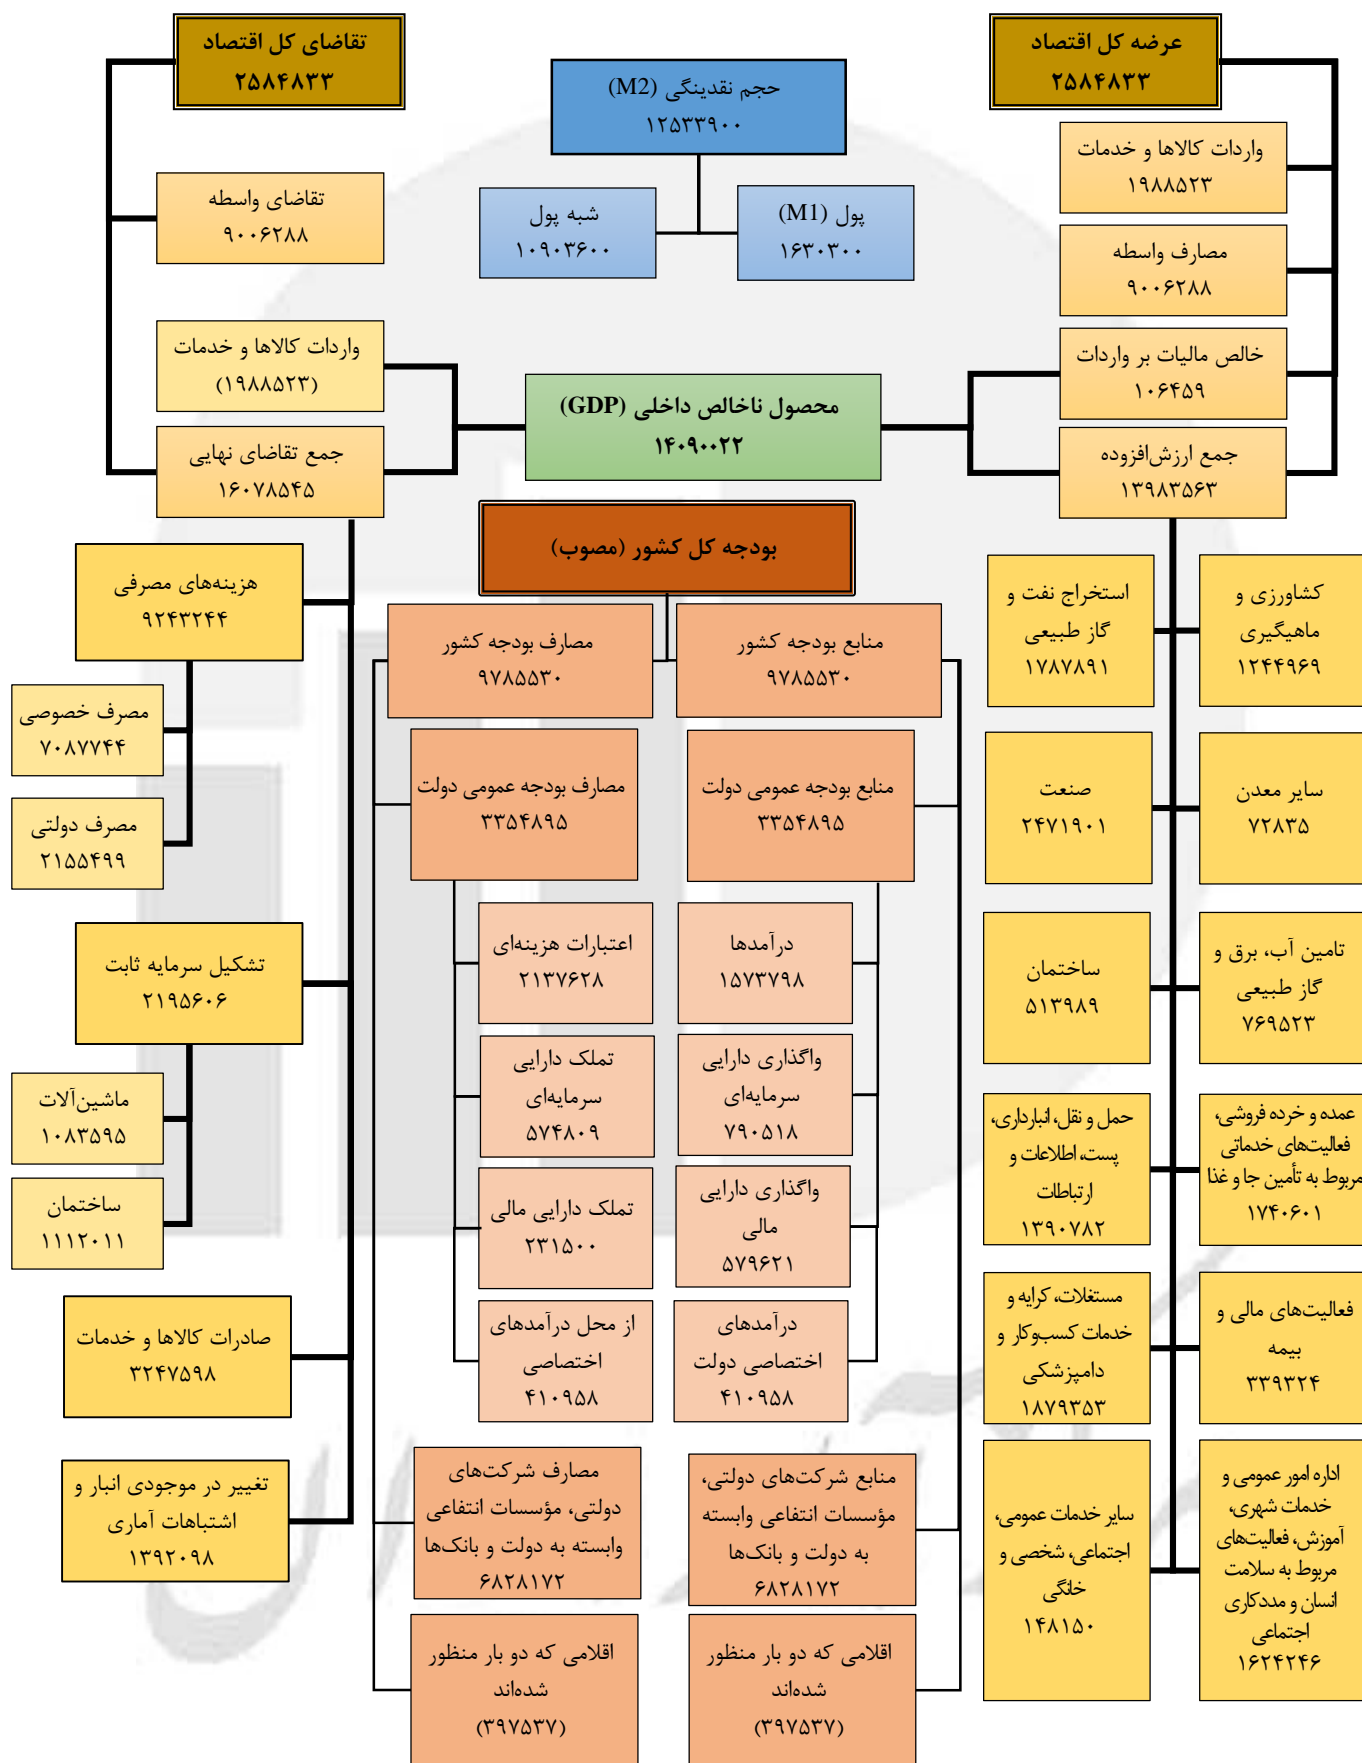 عرضه کل اقتصاد
۲۵۸۴۸۳۳
تقاضای کل اقتصاد
۲۵۸۴۸۳۳
حجم نقدینگی (M2)
۱۲۵۳۳۹۰۰
پول (M1)
۱۶۳۰۳۰۰
شبه پول
۱۰۹۰۳۶۰۰
واردات کالاها و خدمات
۱۹۸۸۵۲۳
مصارف واسطه
۹۰۰۶۲۸۸
خالص مالیات بر واردات
۱۰۶۴۵۹
جمع ارزش‌افزوده
۱۳۹۸۳۵۶۳
تقاضای واسطه
۹۰۰۶۲۸۸
واردات کالاها و خدمات
(۱۹۸۸۵۲۳)
جمع تقاضای نهایی
۱۶۰۷۸۵۴۵
محصول ناخالص داخلی (GDP)
۱۴۰۹۰۰۲۲
کشاورزی و
ماهیگیری
۱۲۴۴۹۶۹
استخراج نفت و
گاز طبیعی
۱۷۸۷۸۹۱
سایر معدن
۷۲۸۳۵
صنعت
۲۴۷۱۹۰۱
تامین آب، برق و
گاز طبیعی
۷۶۹۵۲۳
ساختمان
۵۱۳۹۸۹
عمده و خرده فروشی،
فعالیت‌های خدماتی
مربوط به تأمین جا و غذا
۱۷۴۰۶۰۱
حمل و نقل، انبارداری،
پست، اطلاعات و
ارتباطات
۱۳۹۰۷۸۲
فعالیت‌های مالی و
بیمه
۳۳۹۳۲۴
مستغلات، کرایه و
خدمات کسب‌وکار و
دامپزشکی
۱۸۷۹۳۵۳
اداره امور عمومی و
خدمات شهری،
آموزش، فعالیت‌های
مربوط به سلامت
انسان و مددکاری
اجتماعی
۱۶۲۴۲۴۶
سایر خدمات عمومی،
اجتماعی، شخصی و
خانگی
۱۴۸۱۵۰
بودجه کل کشور (مصوب)
منابع بودجه کشور
۹۷۸۵۵۳۰
مصارف بودجه کشور
۹۷۸۵۵۳۰
منابع بودجه عمومی دولت
۳۳۵۴۸۹۵
مصارف بودجه عمومی دولت
۳۳۵۴۸۹۵
درآمدها
۱۵۷۳۷۹۸
اعتبارات هزینه‌ای
۲۱۳۷۶۲۸
واگذاری دارایی
سرمایه‌ای
۷۹۰۵۱۸
تملک دارایی
سرمایه‌ای
۵۷۴۸۰۹
واگذاری دارایی
مالی
۵۷۹۶۲۱
تملک دارایی مالی
۲۳۱۵۰۰
درآمدهای
اختصاصی دولت
۴۱۰۹۵۸
از محل درآمدهای
اختصاصی
۴۱۰۹۵۸
منابع شرکت‌های دولتی،
مؤسسات انتفاعی وابسته
به دولت و بانک‌ها
۶۸۲۸۱۷۲
مصارف شرکت‌های
دولتی، مؤسسات انتفاعی
وابسته به دولت و بانک‌ها
۶۸۲۸۱۷۲
اقلامی که دو بار منظور
شده‌اند
(۳۹۷۵۳۷)
اقلامی که دو بار منظور
شده‌اند
(۳۹۷۵۳۷)
هزینه‌های مصرفی
۹۲۴۳۲۴۴
مصرف خصوصی
۷۰۸۷۷۴۴
مصرف دولتی
۲۱۵۵۴۹۹
تشکیل سرمایه ثابت
۲۱۹۵۶۰۶
ماشین‌آلات
۱۰۸۳۵۹۵
ساختمان
۱۱۱۲۰۱۱
صادرات کالاها و خدمات
۳۲۴۷۵۹۸
تغییر در موجودی انبار و
اشتباهات آماری
۱۳۹۲۰۹۸